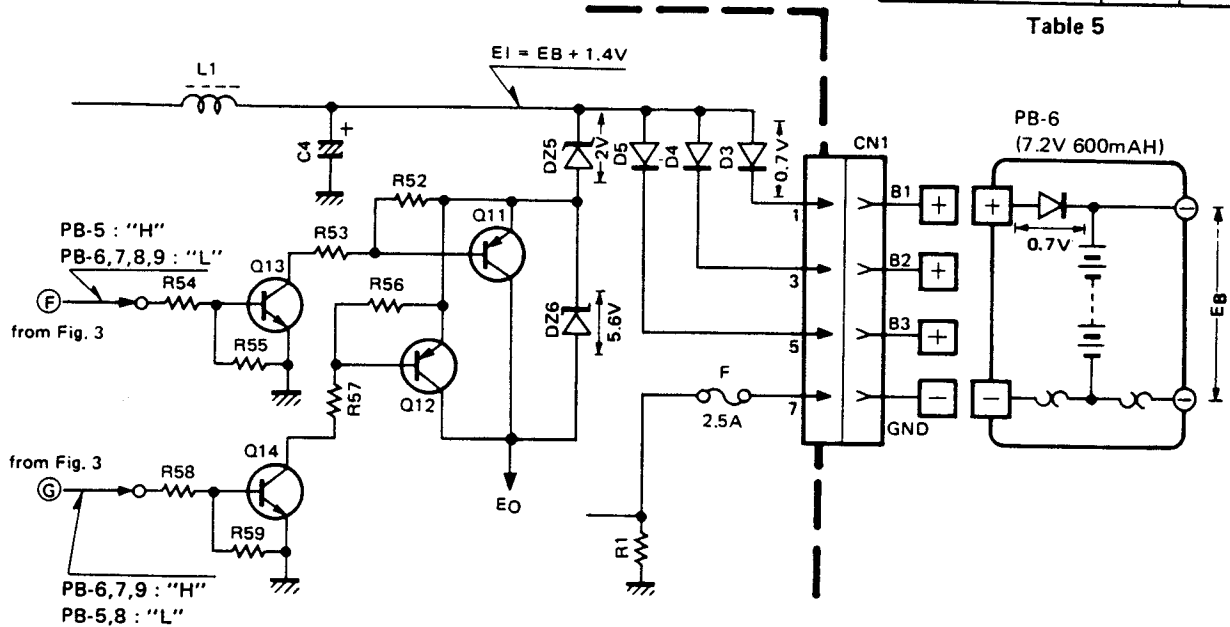 Table 5
EI = EB + 1.4V
L1
C4
+
DZ5
2V
D5
D4
D3
0.7V
CN1
PB-6
(7.2V 600mAH)
R52
Q11
R53
PB-5 : "H"
PB-6,7,8,9 : "L"
Q13
R54
F
from Fig. 3
R55
R56
R57
Q12
DZ6
5.6V
1
B1
+
+
−
0.7V
3
B2
+
5
B3
+
EB
F
2.5A
7
−
−
−
GND
from Fig. 3
Q14
R58
G
R59
EO
R1
PB-6,7,9 : "H"
PB-5,8 : "L"